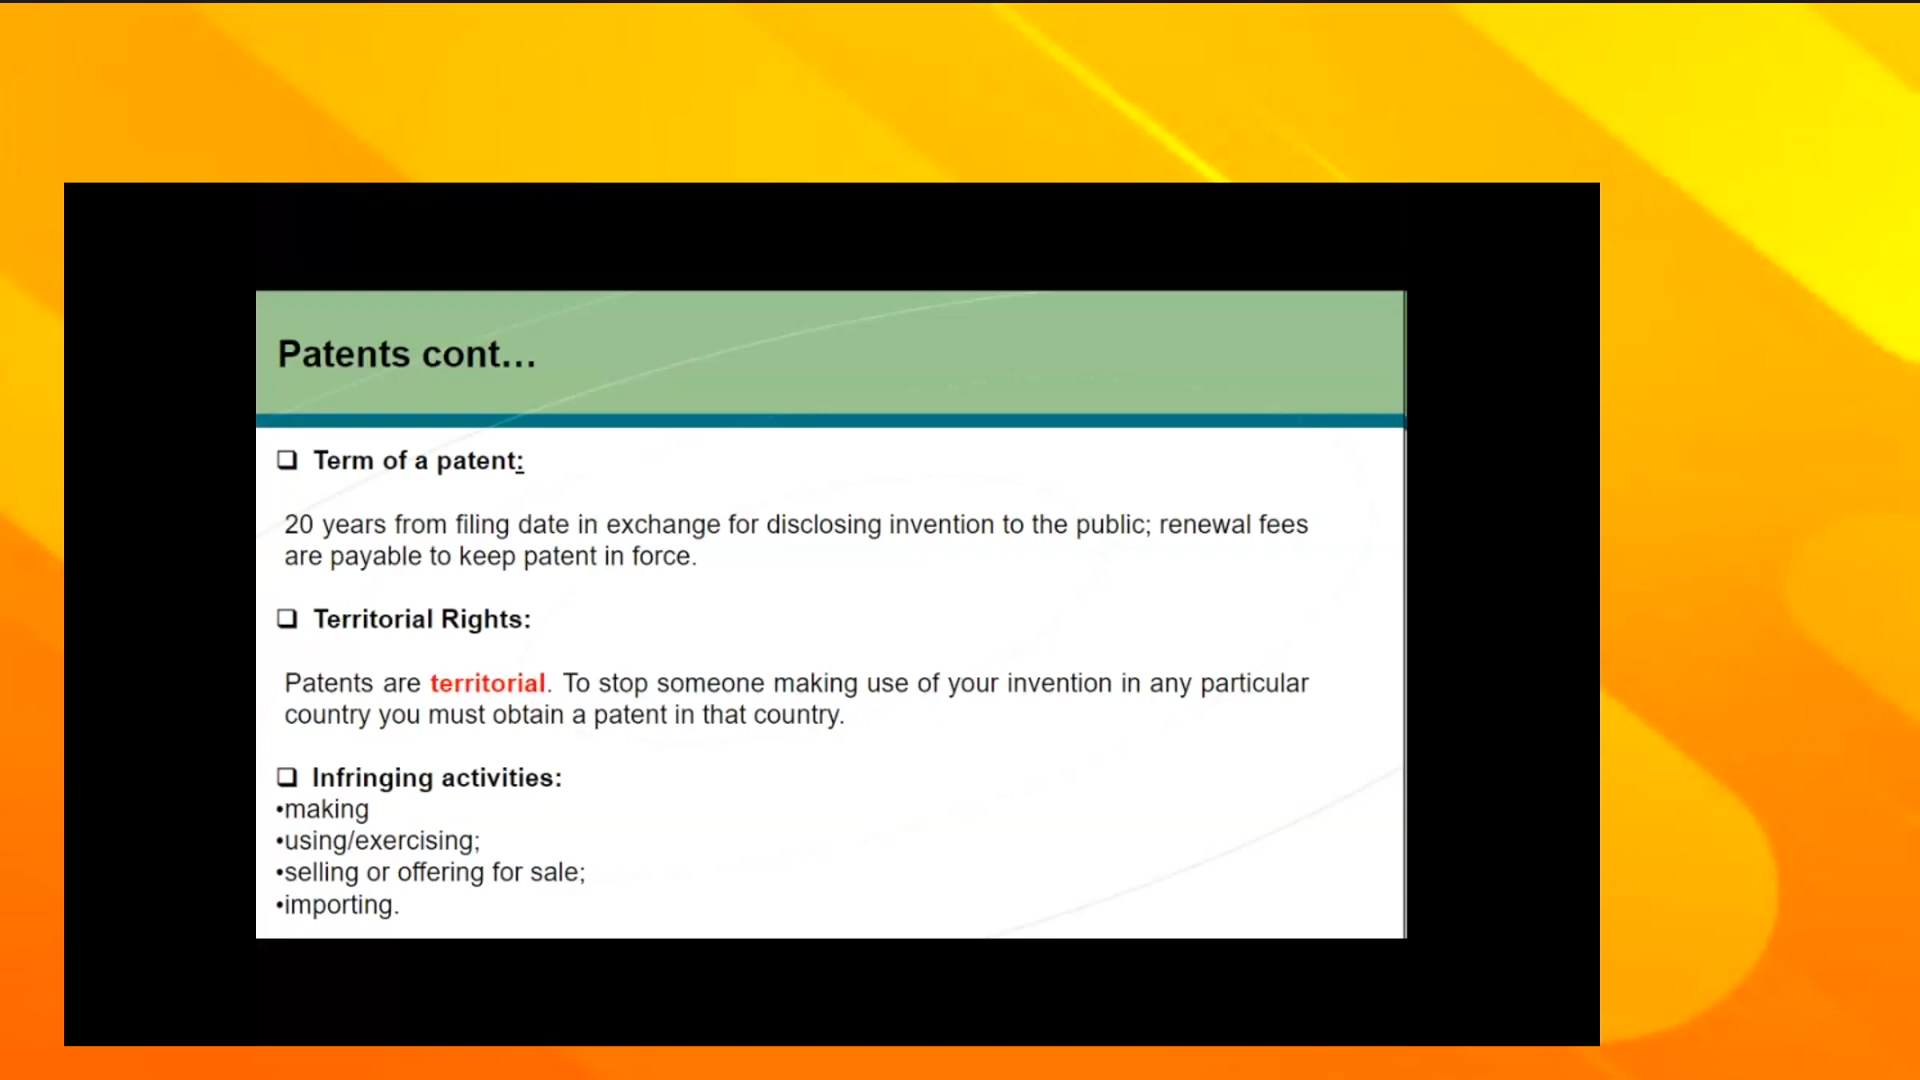 Patents cont...
❑ Term of a patent:
20 years from filing date in exchange for disclosing invention to the public; renewal fees
are payable to keep patent in force.
❑ Territorial Rights:
Patents are territorial. To stop someone making use of your invention in any particular
country you must obtain a patent in that country.
❑ Infringing activities:
•making
•using/exercising;
•selling or offering for sale;
•importing.